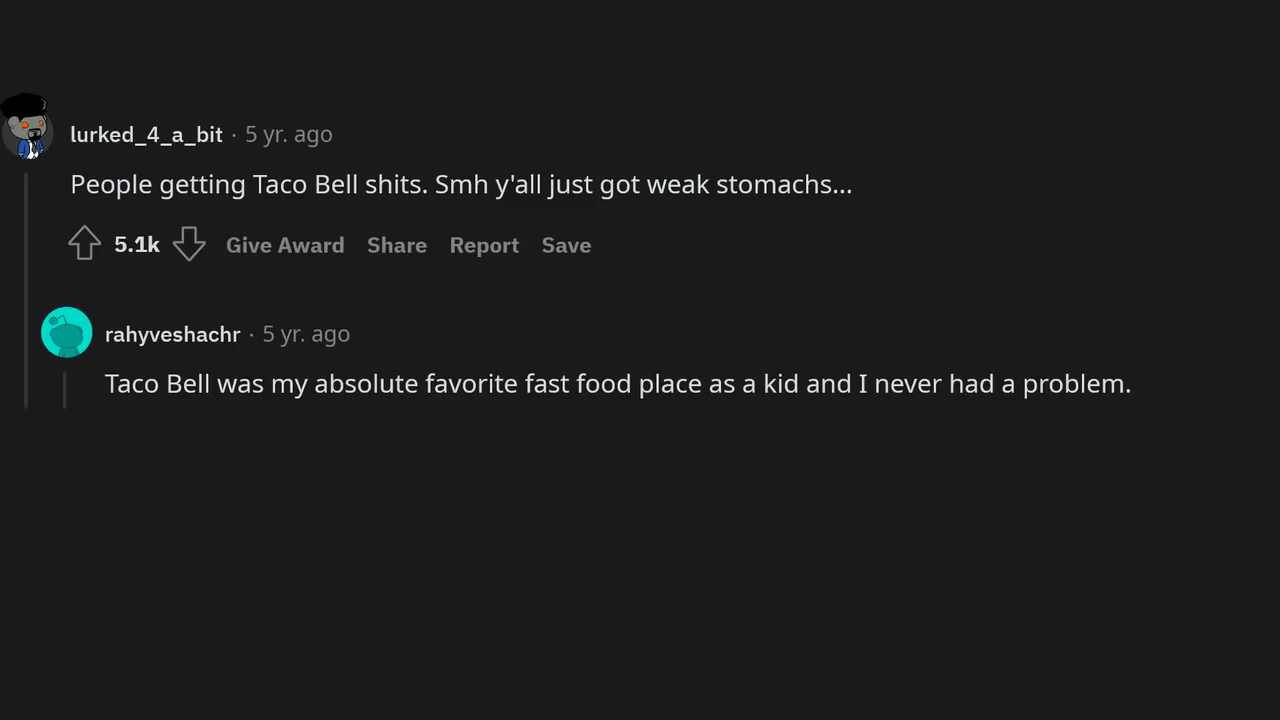 lurked_4_a_bit · 5 yr. ago
People getting Taco Bell shits. Smh y'all just got weak stomachs...
5.1k Give Award Share Report Save
rahyveshachr · 5 yr. ago
Taco Bell was my absolute favorite fast food place as a kid and I never had a problem.